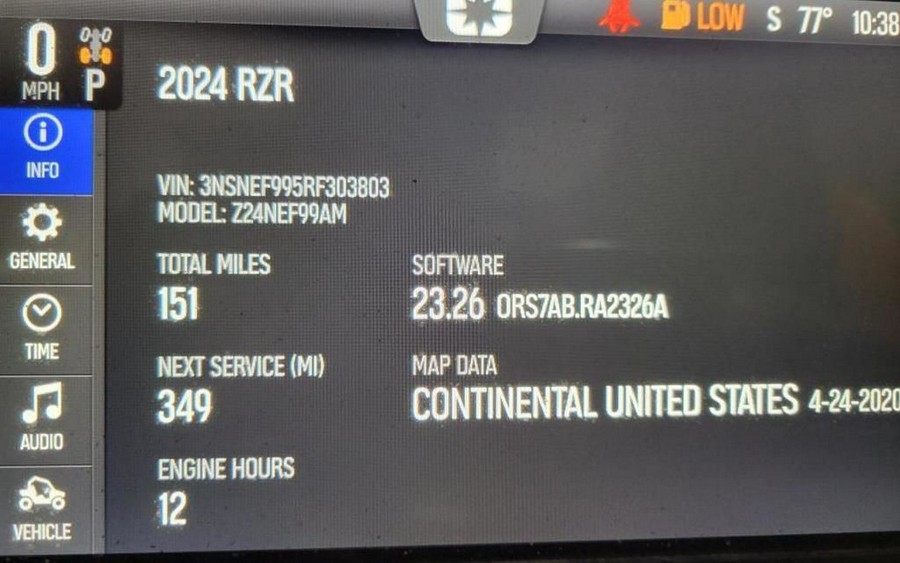 LOW S 77° 10:38
0
MPH P
2024 RZR
INFO
VIN: 3NSNEF995RF303803
MODEL: Z24NEF99AM
GENERAL
TOTAL MILES
151
SOFTWARE
23.26 ORS7AB.RA2326A
TIME
NEXT SERVICE (MI)
349
MAP DATA
CONTINENTAL UNITED STATES 4-24-2020
AUDIO
ENGINE HOURS
12
VEHICLE